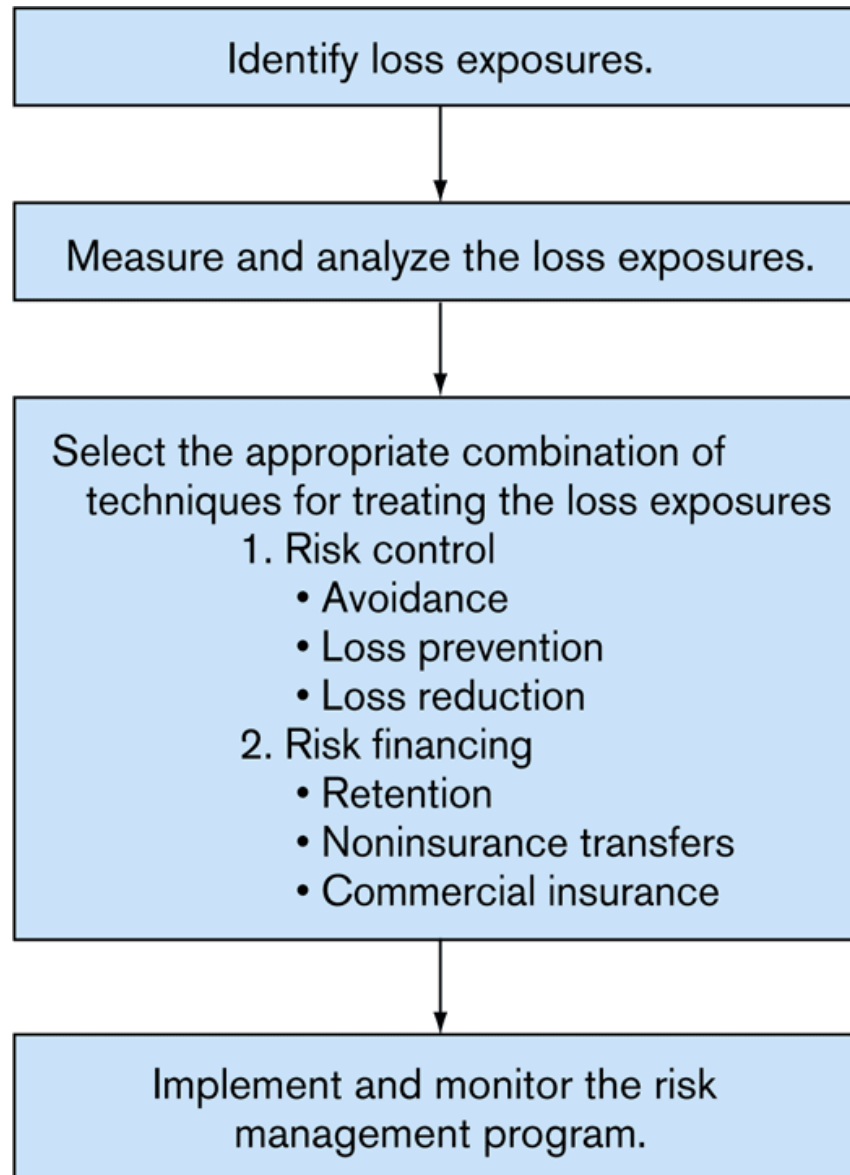 Identify loss exposures.
Measure and analyze the loss exposures.
Select the appropriate combination of
techniques for treating the loss exposures
1. Risk control
• Avoidance
• Loss prevention
• Loss reduction
2. Risk financing
• Retention
• Noninsurance transfers
• Commercial insurance
Implement and monitor the risk
management program.